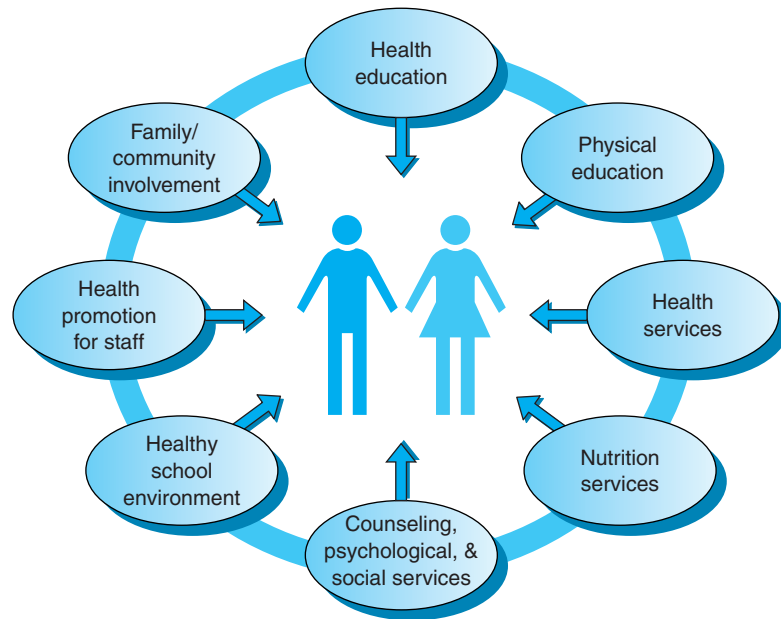 Health
education
Physical
education
Health
services
Nutrition
services
Counseling,
psychological, &
social services
Healthy
school
environment
Health
promotion
for staff
Family/
community
involvement